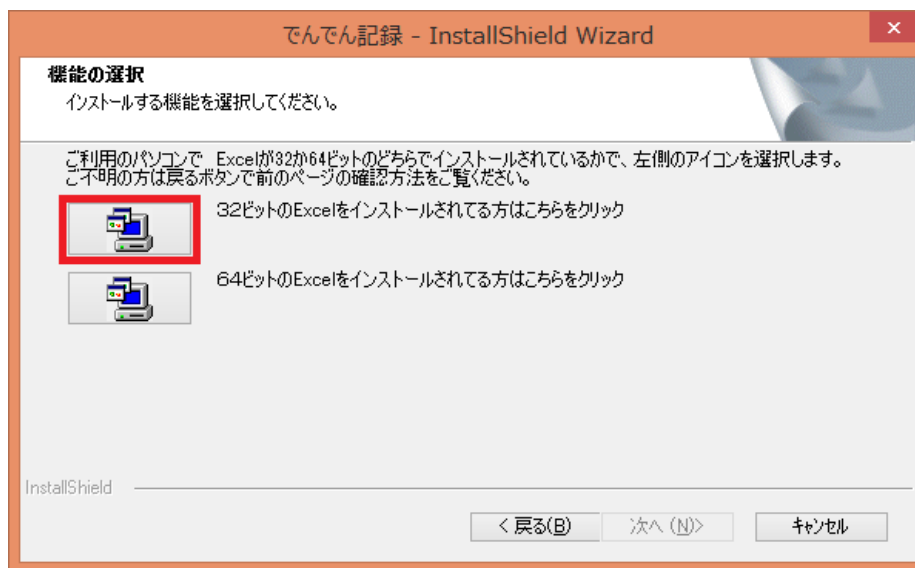 でんでん記録 - InstallShield Wizard
機能の選択
インストールする機能を選択してください。
ご利用のパソコンで Excelが32か64ビットのどちらでインストールされているかで、左側のアイコンを選択します。
ご不明の方は戻るボタンで前のページの確認方法をご覧ください。
32ビットのExcelをインストールされてる方はこちらをクリック
64ビットのExcelをインストールされてる方はこちらをクリック
InstallShield
< 戻る(B)
次へ (N)>
キャンセル